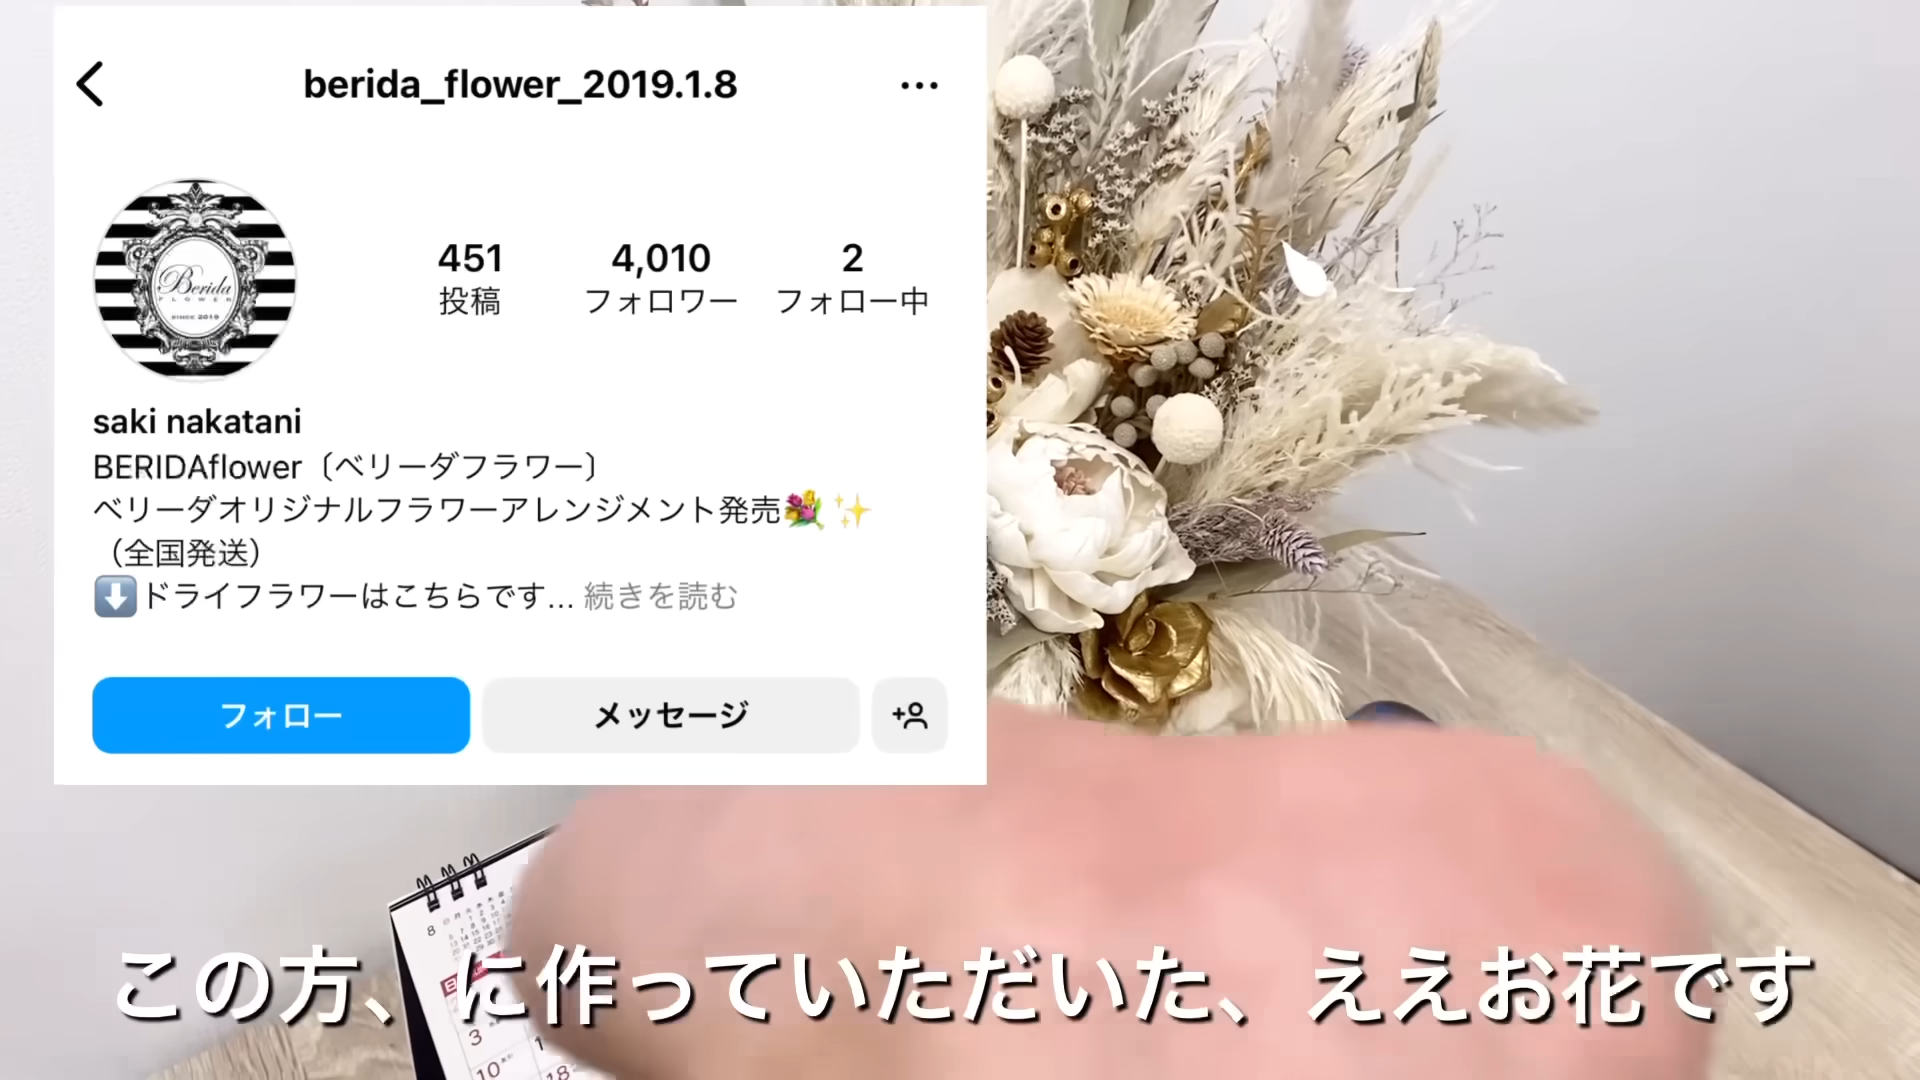 berida_flower_2019.1.8
Berida
FLOWER
SINCE 2019
451
投稿
4,010
フォロワー
2
フォロー中
saki nakatani
BERIDAflower〔ベリーダフラワー〕
ベリーダオリジナルフラワーアレンジメント発売💐✨
（全国発送）
⬇️ドライフラワーはこちらです... 続きを読む
フォロー
メッセージ
8
3
10
18
この方、に作っていただいた、ええお花です